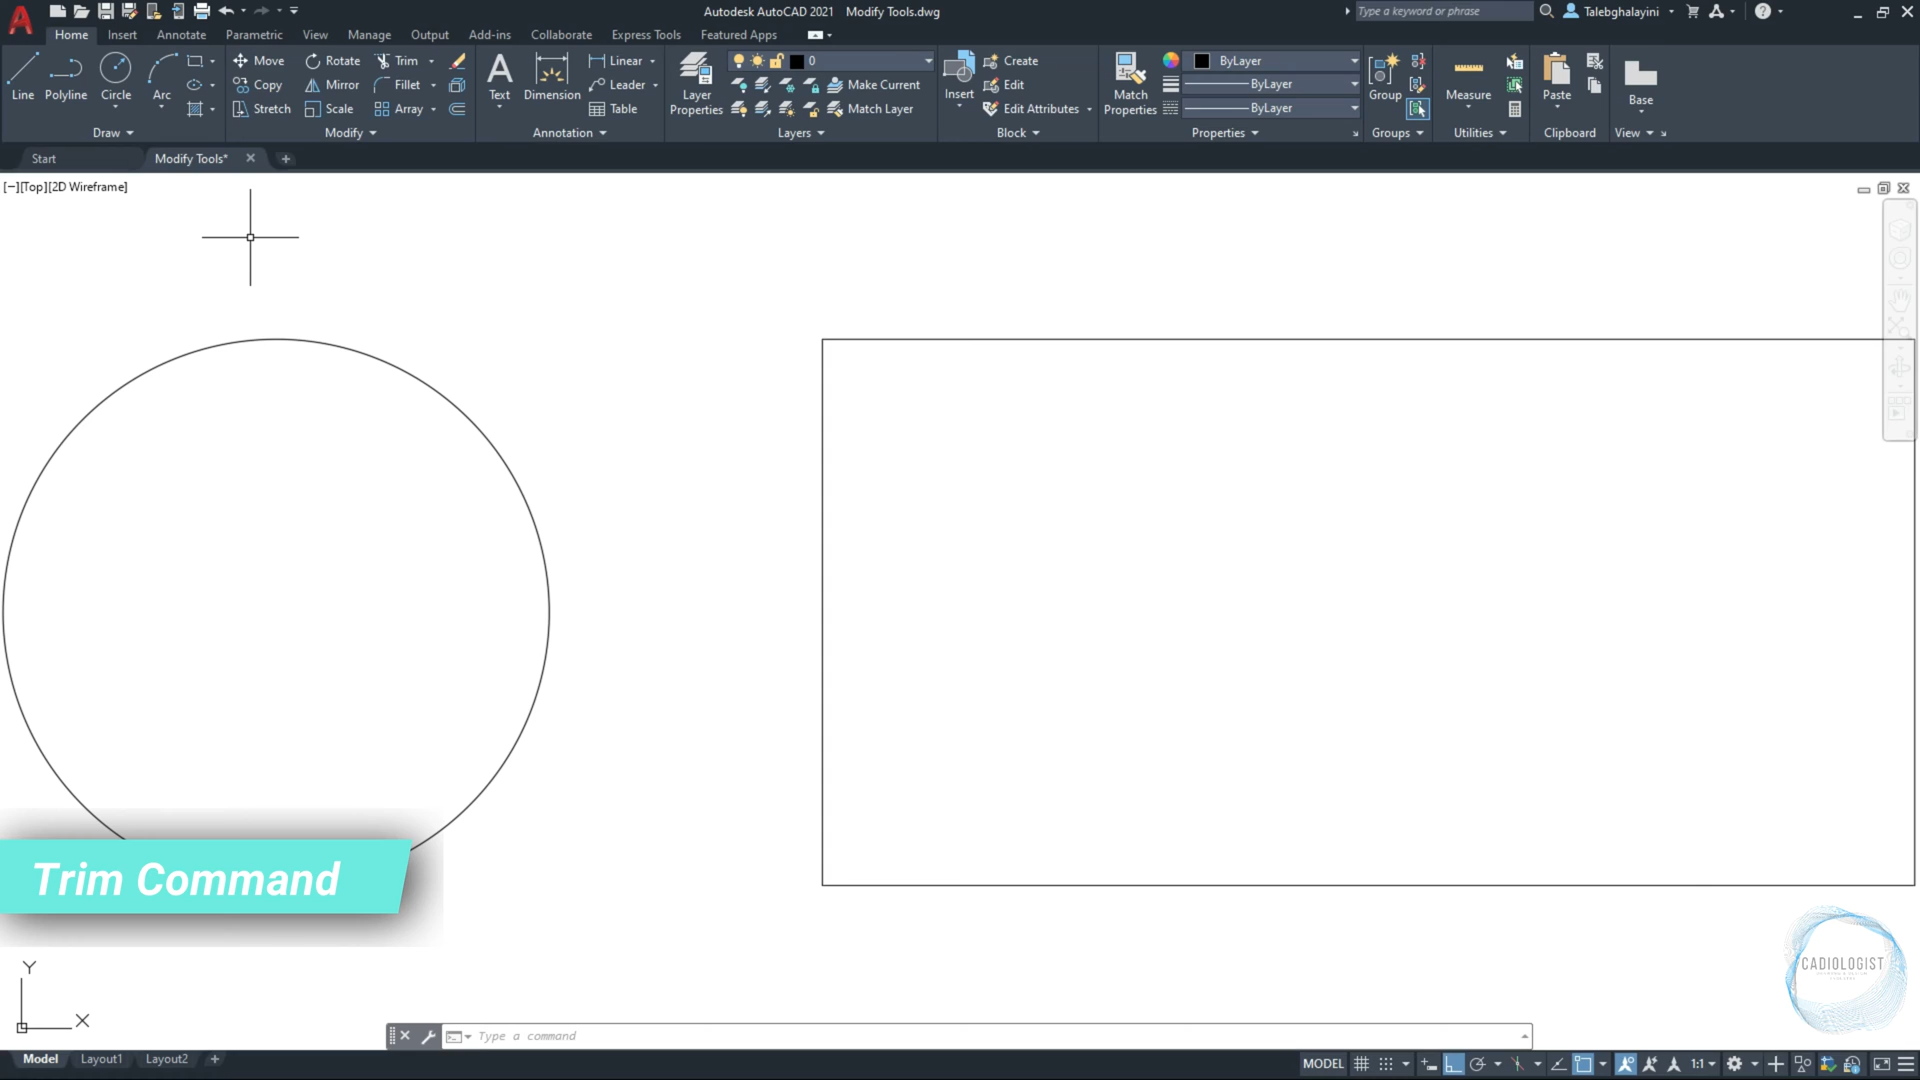 Autodesk AutoCAD 2021 Modify Tools.dwg
Type a keyword or phrase
Talebghalayini
Home Insert Annotate Parametric View Manage Output Add-ins Collaborate Express Tools Featured Apps
Line Polyline Circle Arc
Draw
Move Rotate Trim
Copy Mirror Fillet
Stretch Scale Array
Modify
Text Dimension
Linear
Leader
Table
Annotation
Layer Properties
0
Make Current
Match Layer
Layers
Insert
Create
Edit
Edit Attributes
Block
Match Properties
ByLayer
ByLayer
ByLayer
Properties
Group
Groups
Measure
Utilities
Paste
Clipboard
Base
View
Start Modify Tools*
[−][Top][2D Wireframe]
Trim Command
CADIOLOGIST
Y
X
Type a command
Model Layout1 Layout2
MODEL 1:1